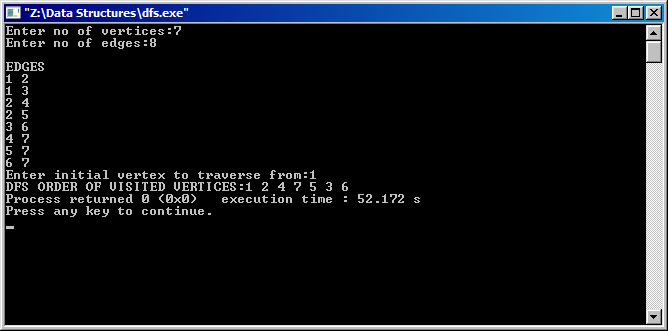 "Z:\Data Structures\dfs.exe"
Enter no of vertices:7
Enter no of edges:8
EDGES
1 2
1 3
2 4
2 5
3 6
4 7
5 7
6 7
Enter initial vertex to traverse from:1
DFS ORDER OF VISITED VERTICES:1 2 4 7 5 3 6
Process returned 0 (0x0)   execution time : 52.172 s
Press any key to continue.